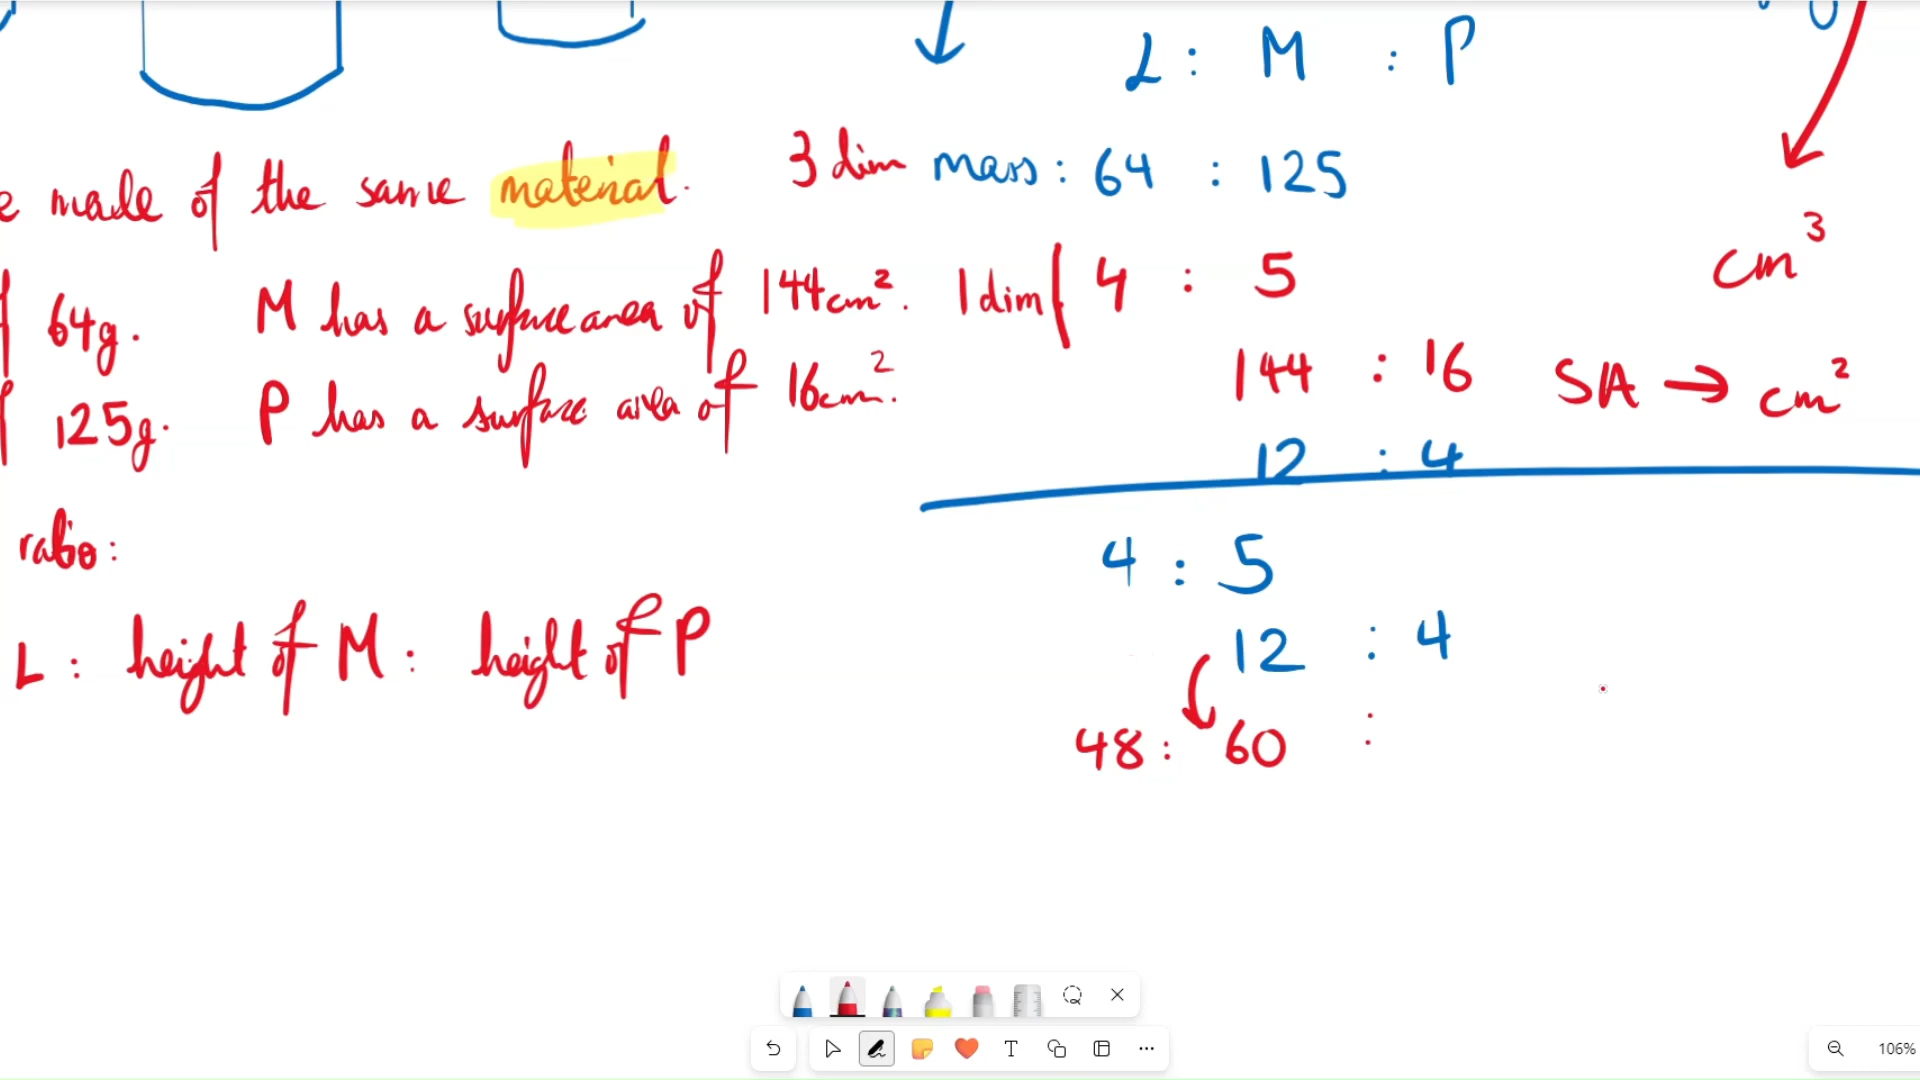 L : M : P
e made of the same material.
3 dim mass : 64 : 125
cm³
64g. M has a surface area of 144cm².
1 dim 4 : 5
125g. P has a surface area of 16cm².
144 : 16 SA → cm²
12 : 4
ratio:
4 : 5
L : height of M : height of P
12 : 4
48 : 60 :
106%